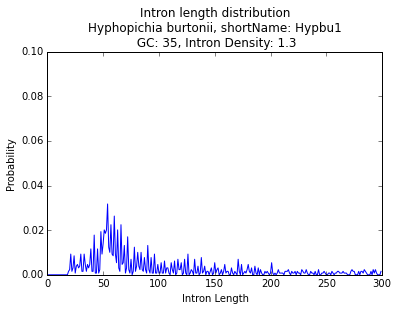 Intron length distribution
Hyphopichia burtonii, shortName: Hypbu1
GC: 35, Intron Density: 1.3
0.10
0.08
0.06
0.04
0.02
0.00
Probability
0 50 100 150 200 250 300
Intron Length